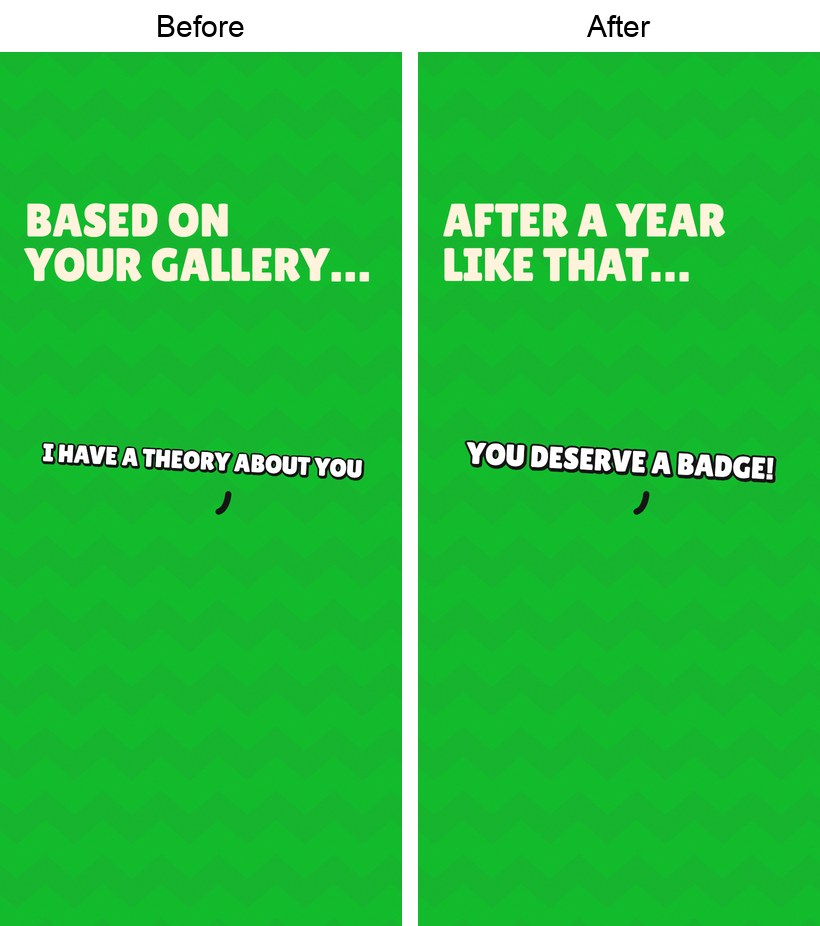 Before
After
BASED ON
YOUR GALLERY...
I HAVE A THEORY ABOUT YOU
AFTER A YEAR
LIKE THAT...
YOU DESERVE A BADGE!